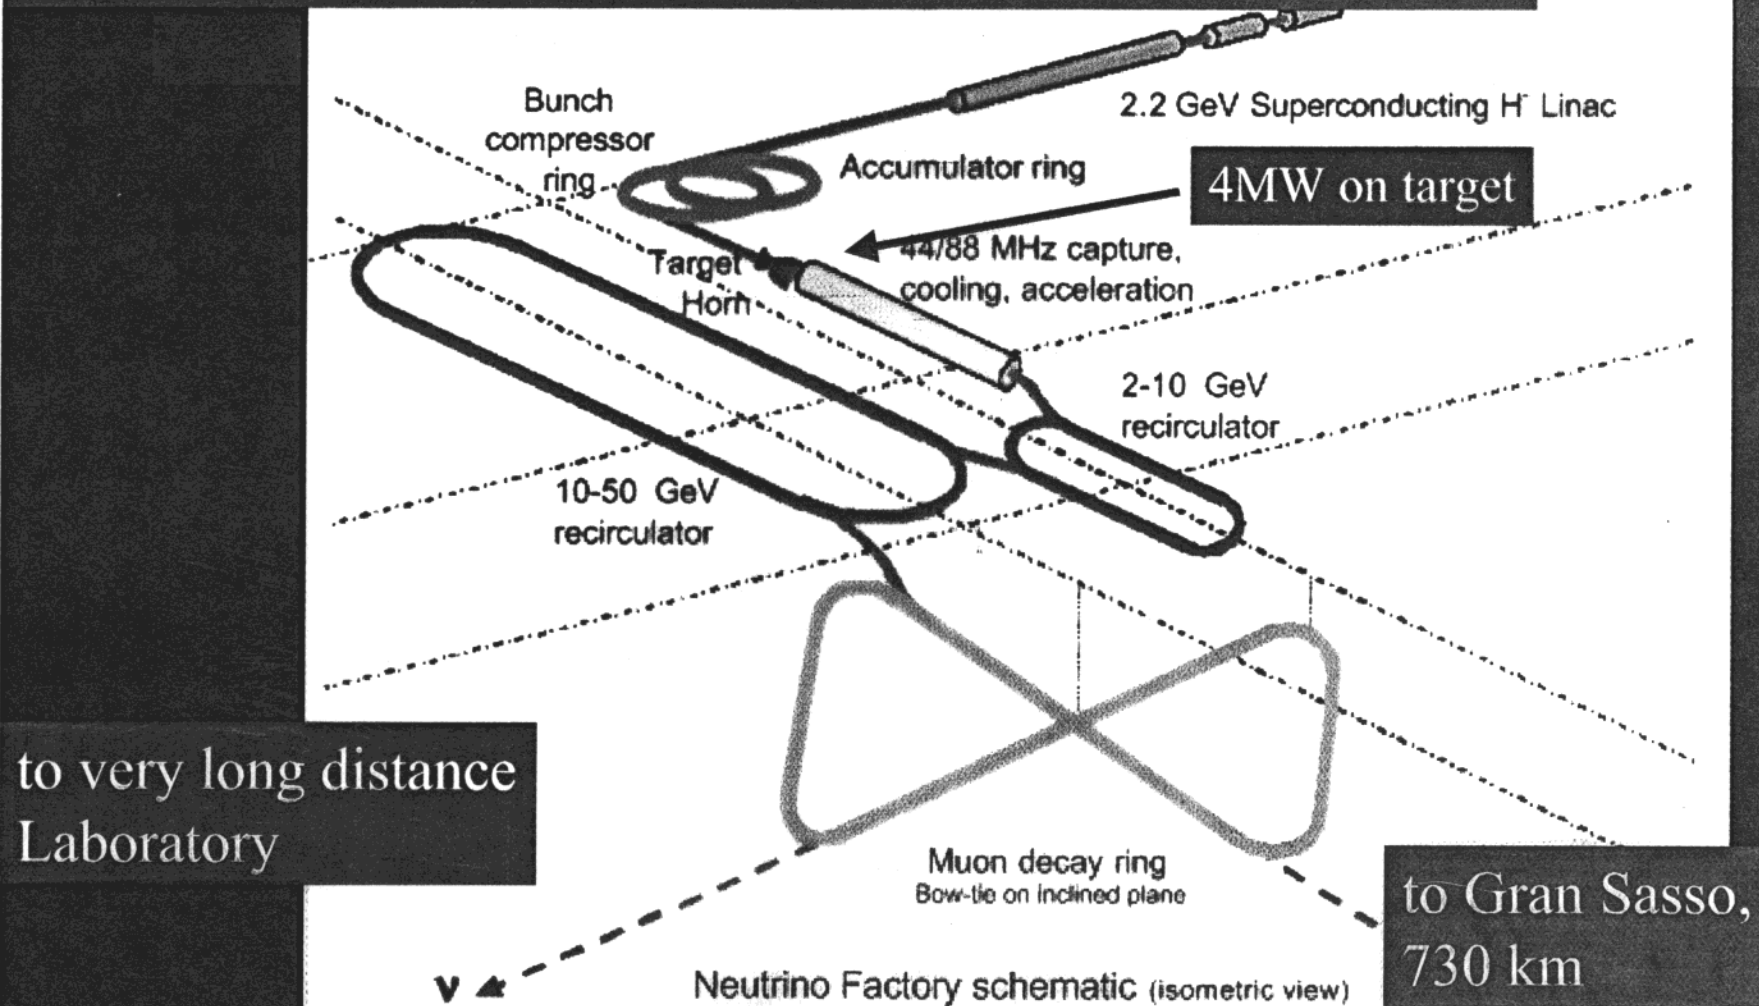 Bunch
compressor
ring
2.2 GeV Superconducting H⁻ Linac
Accumulator ring
4MW on target
Target
Horn
44/88 MHz capture,
cooling, acceleration
2-10 GeV
recirculator
10-50 GeV
recirculator
to very long distance
Laboratory
Muon decay ring
Bow-tie on inclined plane
to Gran Sasso,
730 km
ν
Neutrino Factory schematic (isometric view)